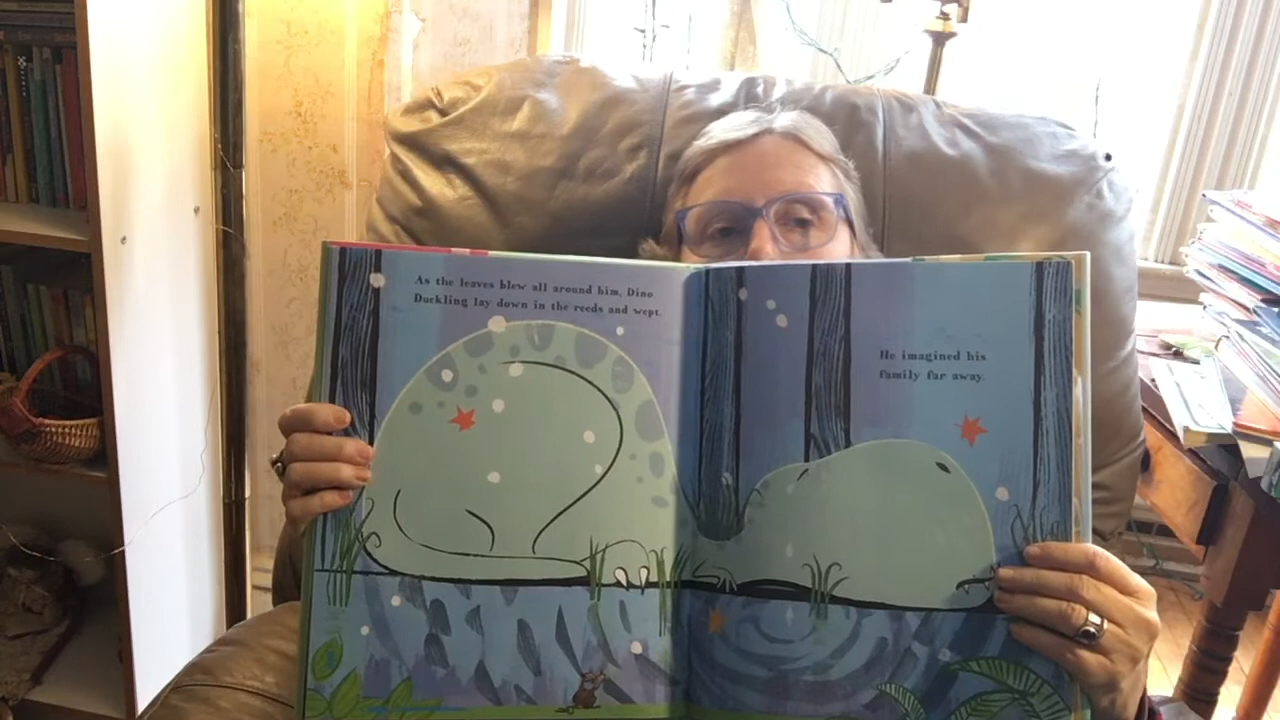 As the leaves blew all around him, Dino
Duckling lay down in the reeds and wept.
He imagined his
family far away.